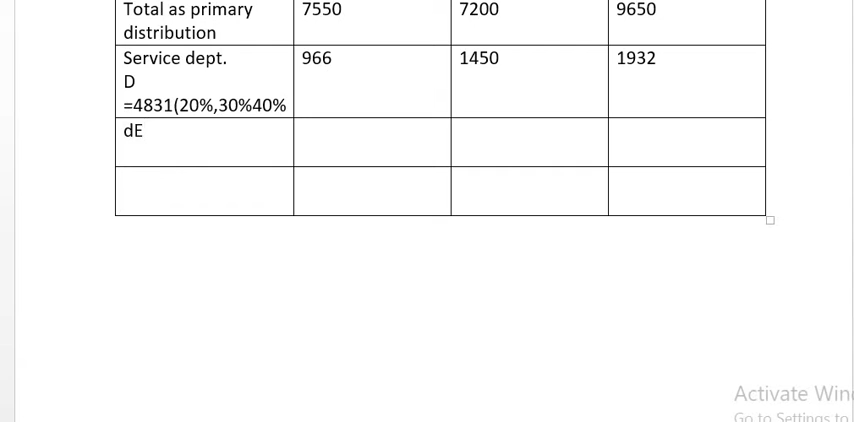 Total as primary 7550 7200 9650
distribution
Service dept. 966 1450 1932
D
=4831(20%,30%40%
dE
Activate Win
Go to Settings to